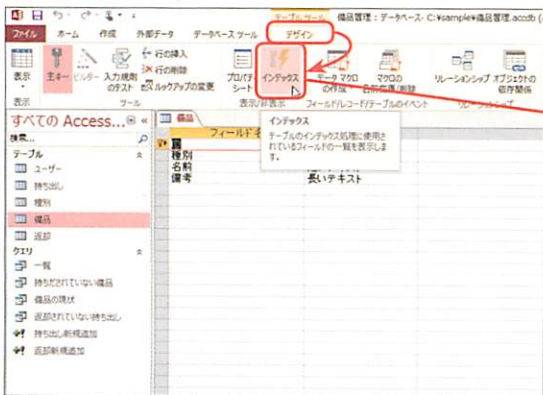 テーブル ツール 備品管理 : データベース- C:¥sample¥備品管理.accdb (
ファイル ホーム 作成 外部データ データベース ツール デザイン
表示
主キー
ビルダー
入力規則
のテスト
行の挿入
行の削除
ルックアップの変更
プロパティ
シート
インデックス
データ マクロ
の作成
マクロの
名前変更/削除
リレーションシップ
オブジェクトの
依存関係
表示 ツール 表示/非表示 フィールド/レコード/テーブルのイベント リレーションシップ
すべての Access...
検索...
テーブル
ユーザー
持ち出し
種別
備品
返却
クエリ
一覧
持ちだされていない備品
備品の現状
返却されていない持ち出し
持ち出し新規追加
返却新規追加
備品
フィールド名
種別
名前
備考 長いテキスト
インデックス
テーブルのインデックス処理に使用さ
れているフィールドの一覧を表示しま
す。